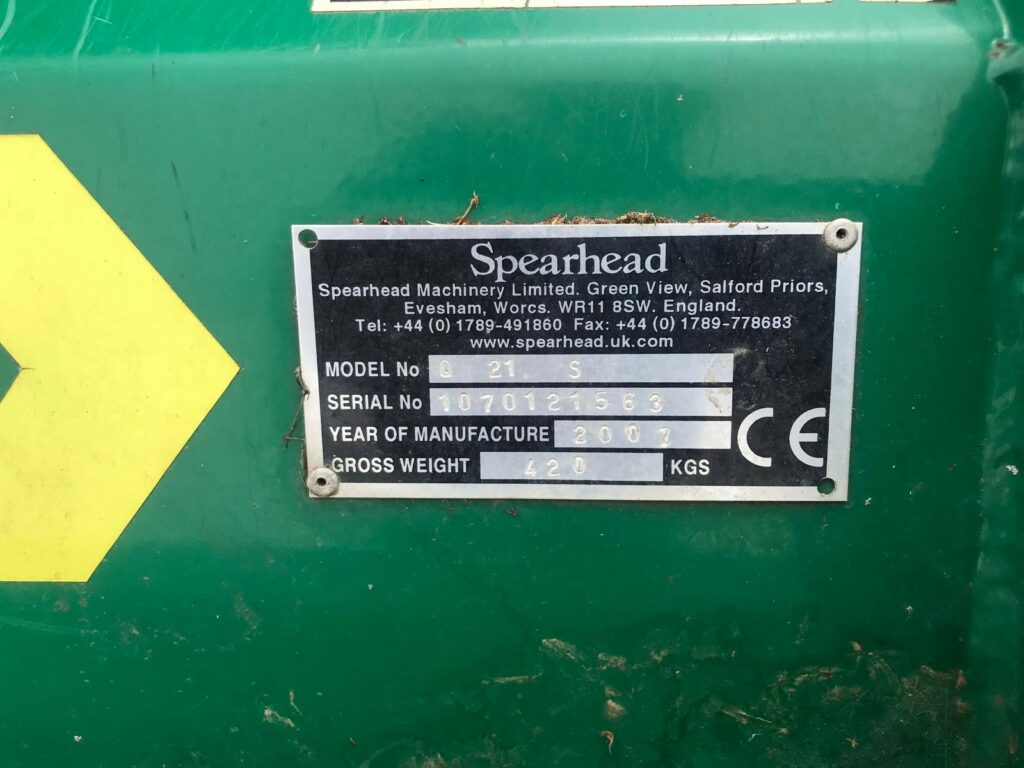 Spearhead
Spearhead Machinery Limited. Green View, Salford Priors,
Evesham, Worcs. WR11 8SW. England.
Tel: +44 (0) 1789-491860 Fax: +44 (0) 1789-778683
www.spearhead.uk.com
MODEL No Q 21. S
SERIAL No 1070121563
YEAR OF MANUFACTURE 2007
GROSS WEIGHT 420 KGS
CE